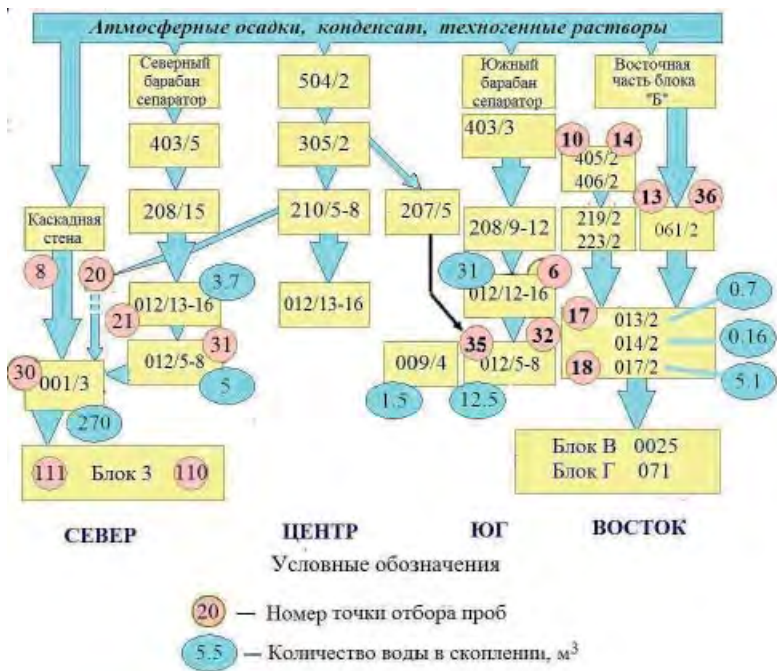 Атмосферные осадки, конденсат, техногенные растворы
Северный
барабан
сепаратор
504/2
Южный
барабан
сепаратор
Восточная
часть блока
"Б"
403/5
305/2
403/3
10
14
405/2
406/2
Каскадная
стена
208/15
210/5-8
207/5
208/9-12
219/2
223/2
13
36
061/2
8
20
3.7
012/13-16
21
012/13-16
31
6
012/12-16
17
013/2
0.7
014/2
0.16
18
017/2
5.1
30
001/3
31
012/5-8
5
009/4
1.5
35
32
012/5-8
12.5
270
111
Блок 3
110
Блок В 0025
Блок Г 071
СЕВЕР
ЦЕНТР
ЮГ
ВОСТОК
Условные обозначения
20 — Номер точки отбора проб
5.5 — Количество воды в скоплении, м³